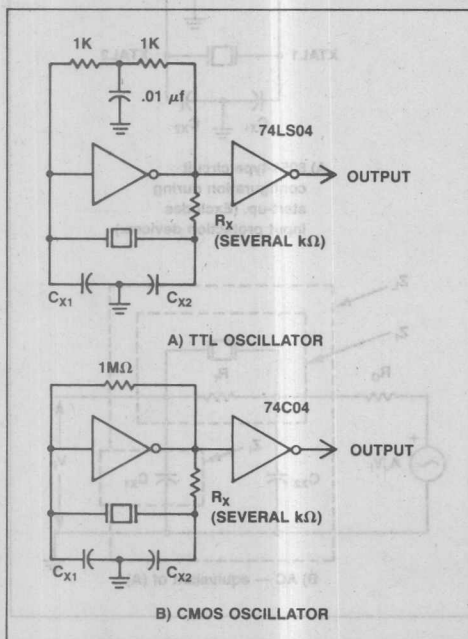 1K 1K
.01 µf
74LS04
OUTPUT
RX
(SEVERAL kΩ)
CX1 CX2
A) TTL OSCILLATOR
1MΩ
74C04
OUTPUT
RX
(SEVERAL kΩ)
CX1 CX2
B) CMOS OSCILLATOR